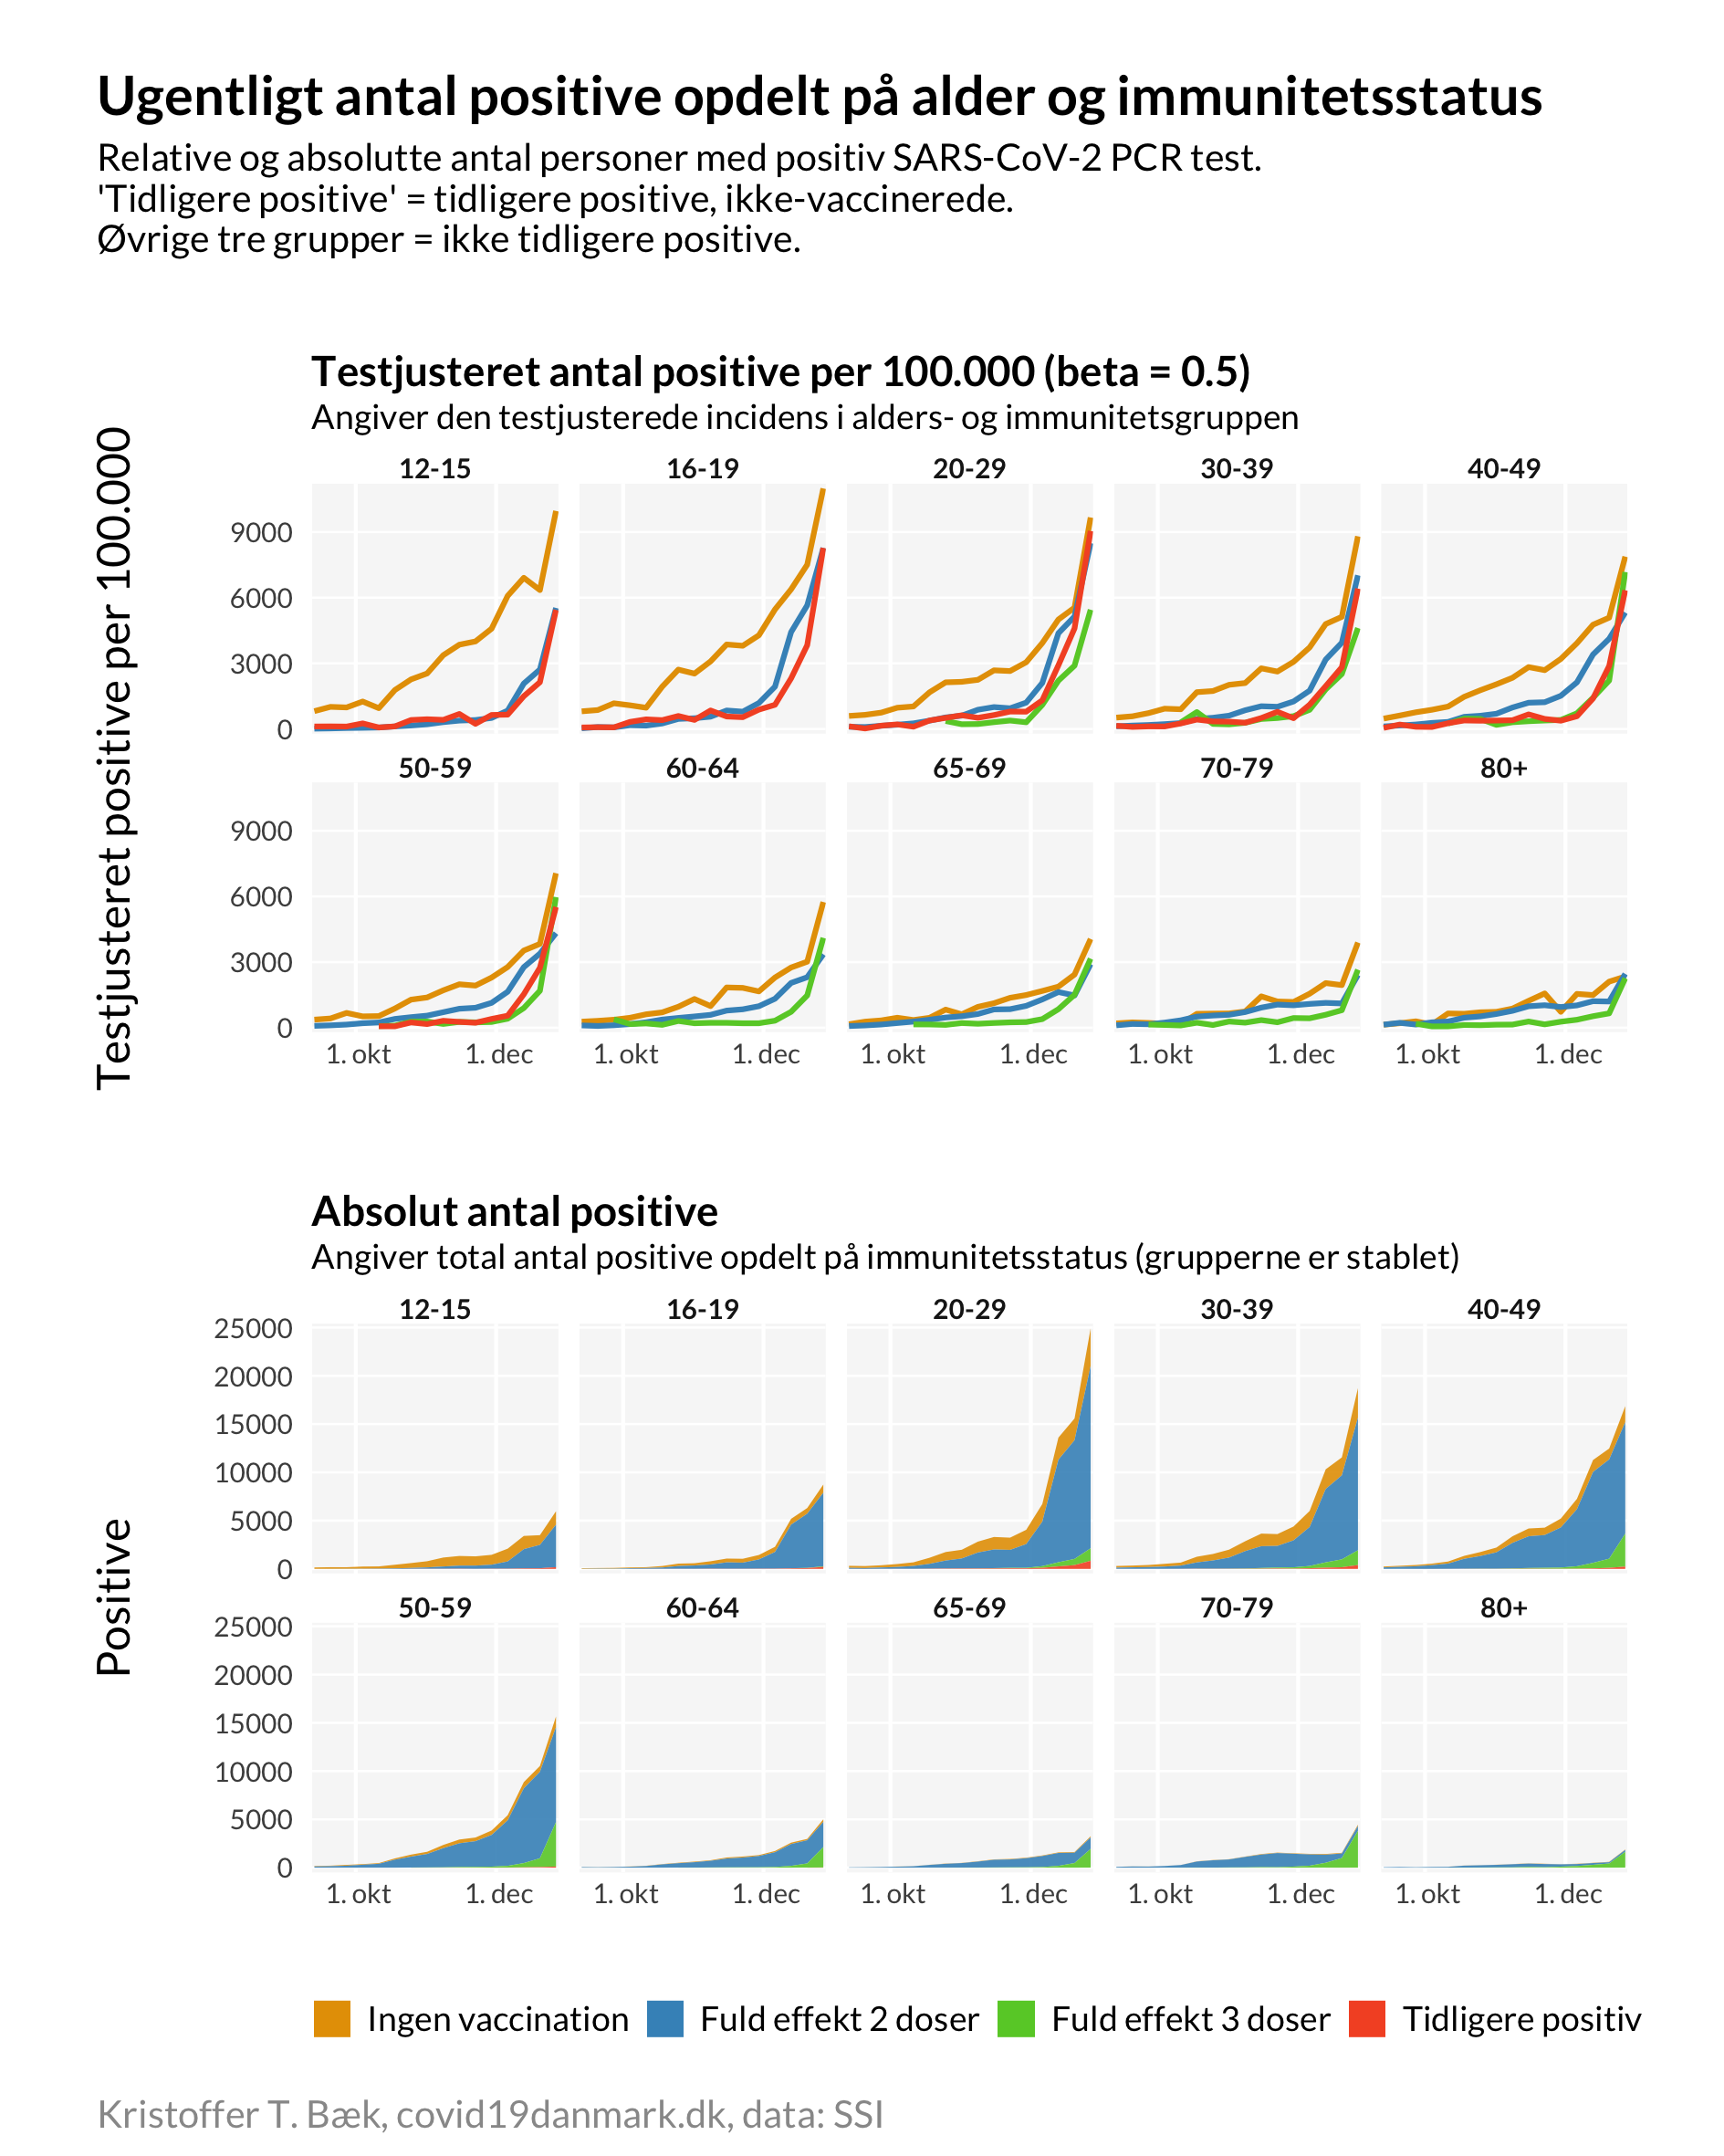 Ugentligt antal positive opdelt på alder og immunitetsstatus
Relative og absolutte antal personer med positiv SARS-CoV-2 PCR test.
'Tidligere positive' = tidligere positive, ikke-vaccinerede.
Øvrige tre grupper = ikke tidligere positive.
Testjusteret antal positive per 100.000 (beta = 0.5)
Angiver den testjusterede incidens i alders- og immunitetsgruppen
Testjusteret positive per 100.000
12-15 16-19 20-29 30-39 40-49
9000
6000
3000
0
50-59 60-64 65-69 70-79 80+
9000
6000
3000
0
1. okt 1. dec 1. okt 1. dec 1. okt 1. dec 1. okt 1. dec 1. okt 1. dec
Absolut antal positive
Angiver total antal positive opdelt på immunitetsstatus (grupperne er stablet)
Positive
12-15 16-19 20-29 30-39 40-49
25000
20000
15000
10000
5000
0
50-59 60-64 65-69 70-79 80+
25000
20000
15000
10000
5000
0
1. okt 1. dec 1. okt 1. dec 1. okt 1. dec 1. okt 1. dec 1. okt 1. dec
Ingen vaccination Fuld effekt 2 doser Fuld effekt 3 doser Tidligere positiv
Kristoffer T. Bæk, covid19danmark.dk, data: SSI